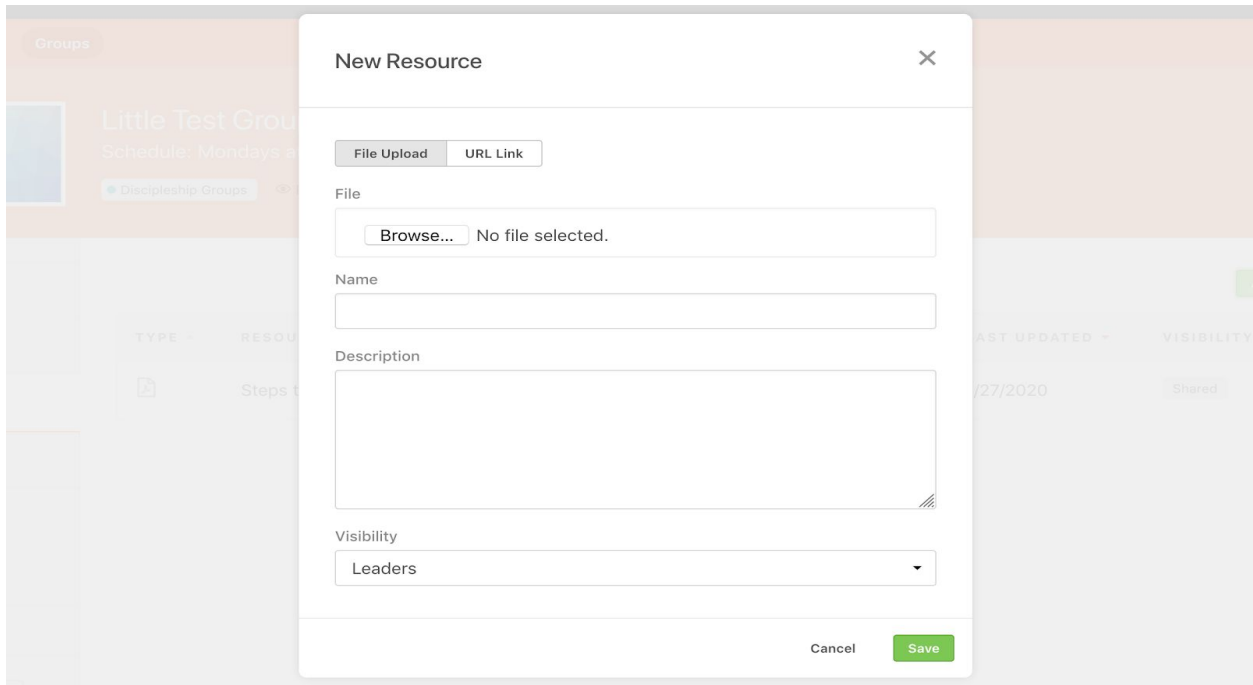 Groups
New Resource
Little Test Grou
Schedule: Mondays a
Discipleship Groups
File Upload URL Link
File
Browse... No file selected.
Name
TYPE RESOU AST UPDATED VISIBILITY
Description
Steps t /27/2020 Shared
Visibility
Leaders
Cancel Save